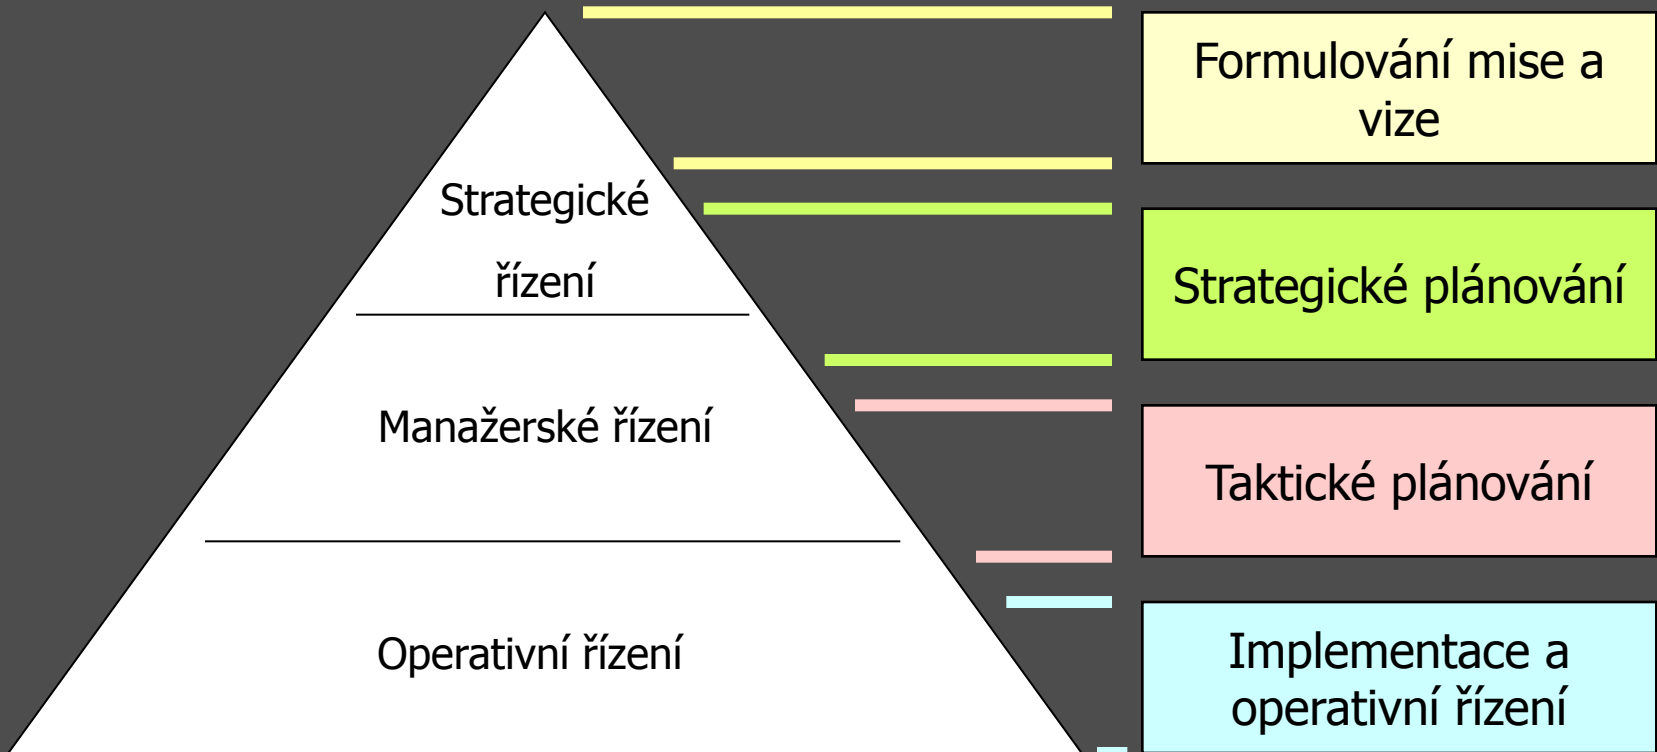 Strategické
řízení
Manažerské řízení
Operativní řízení
Formulování mise a
vize
Strategické plánování
Taktické plánování
Implementace a
operativní řízení